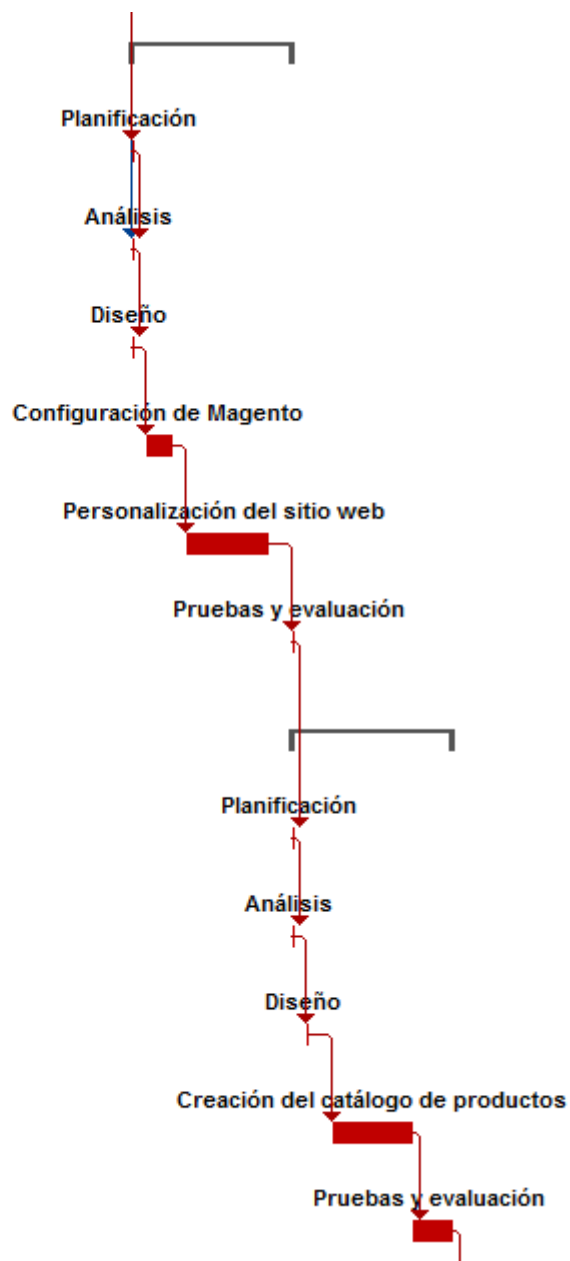 Planificación
Análisis
Diseño
Configuración de Magento
Personalización del sitio web
Pruebas y evaluación
Planificación
Análisis
Diseño
Creación del catálogo de productos
Pruebas y evaluación